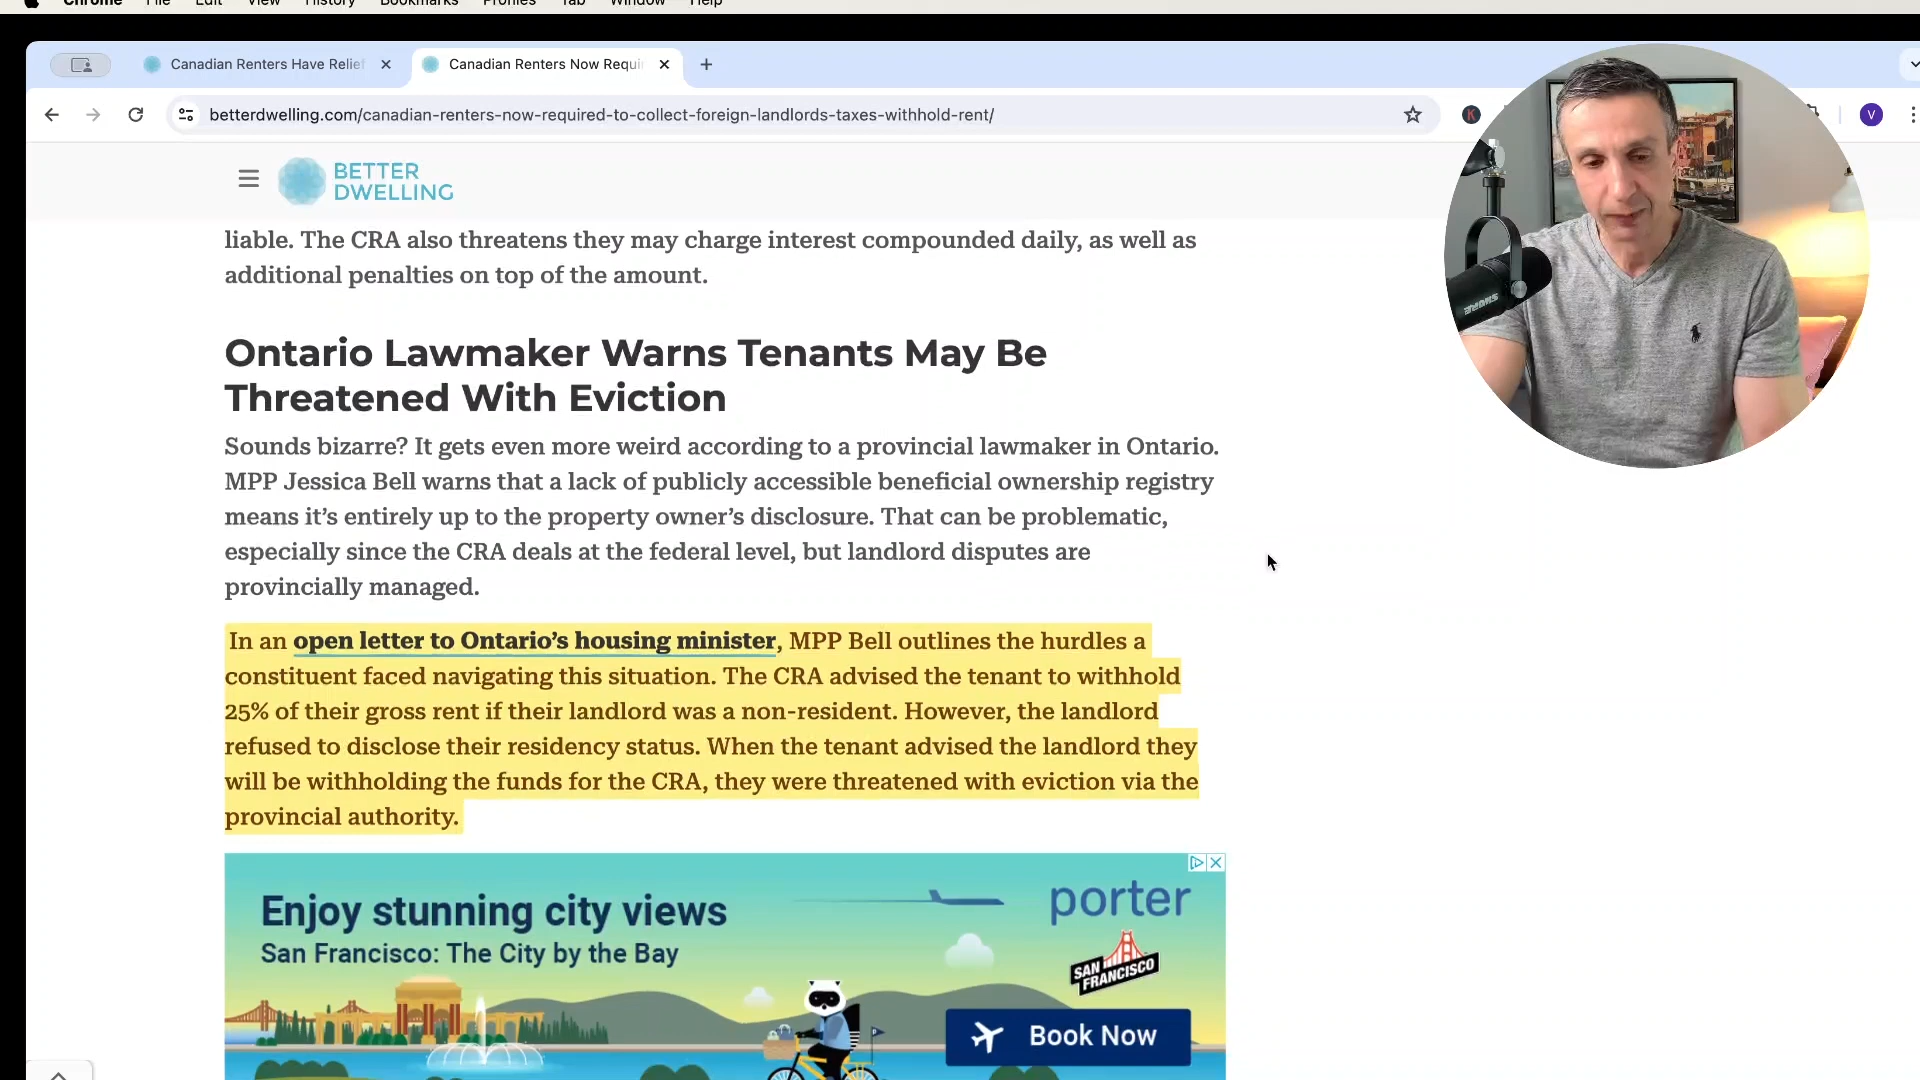 Chrome File Edit View History Bookmarks Profiles Tab Window Help
Canadian Renters Have Relief
Canadian Renters Now Requi
betterdwelling.com/canadian-renters-now-required-to-collect-foreign-landlords-taxes-withhold-rent/
K
V
BETTER
DWELLING
liable. The CRA also threatens they may charge interest compounded daily, as well as
additional penalties on top of the amount.
Ontario Lawmaker Warns Tenants May Be
Threatened With Eviction
Sounds bizarre? It gets even more weird according to a provincial lawmaker in Ontario.
MPP Jessica Bell warns that a lack of publicly accessible beneficial ownership registry
means it’s entirely up to the property owner’s disclosure. That can be problematic,
especially since the CRA deals at the federal level, but landlord disputes are
provincially managed.
In an open letter to Ontario’s housing minister, MPP Bell outlines the hurdles a
constituent faced navigating this situation. The CRA advised the tenant to withhold
25% of their gross rent if their landlord was a non-resident. However, the landlord
refused to disclose their residency status. When the tenant advised the landlord they
will be withholding the funds for the CRA, they were threatened with eviction via the
provincial authority.
Enjoy stunning city views
San Francisco: The City by the Bay
porter
SAN
FRANCISCO
Book Now
SHURE